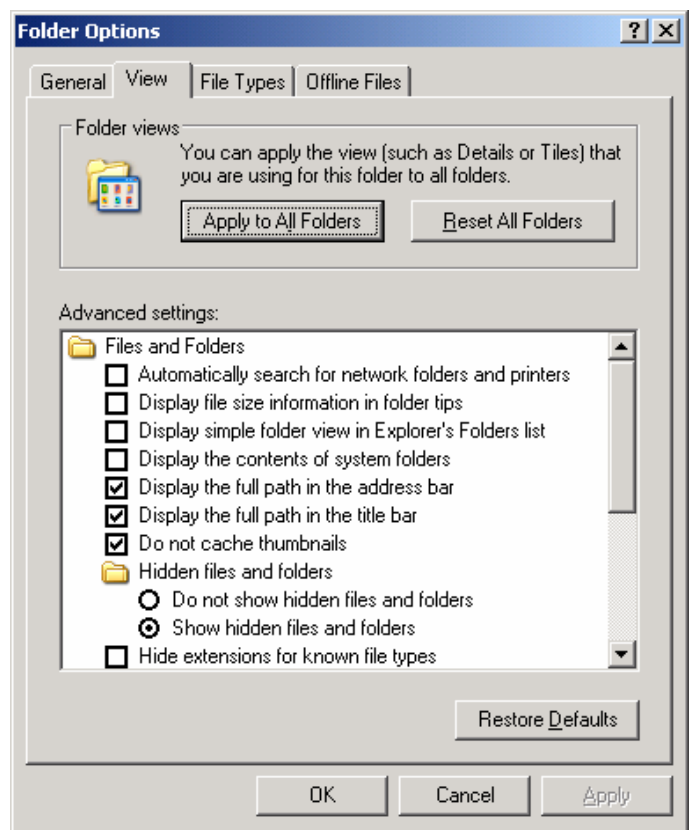 Folder Options
General View File Types Offline Files
Folder views
You can apply the view (such as Details or Tiles) that
you are using for this folder to all folders.
Apply to All Folders Reset All Folders
Advanced settings:
Files and Folders
Automatically search for network folders and printers
Display file size information in folder tips
Display simple folder view in Explorer's Folders list
Display the contents of system folders
Display the full path in the address bar
Display the full path in the title bar
Do not cache thumbnails
Hidden files and folders
Do not show hidden files and folders
Show hidden files and folders
Hide extensions for known file types
Restore Defaults
OK Cancel Apply